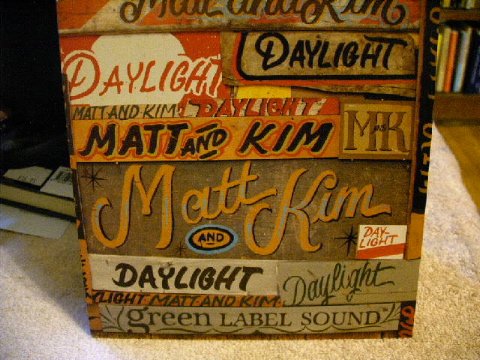 Matt and Kim
DAYLIGHT
DAYLIGHT
MATT AND KIM
DAYLIGHT
MATT AND KIM
M&K
Matt AND Kim
DAY-
LIGHT
DAYLIGHT
Daylight
LIGHT MATT AND KIM
green LABEL SOUND